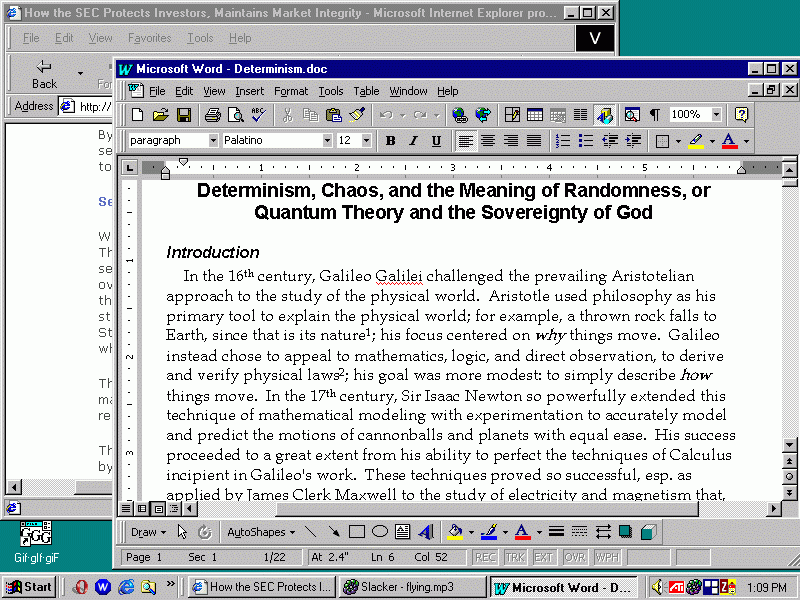 How the SEC Protects Investors, Maintains Market Integrity - Microsoft Internet Explorer pro...
File Edit View Favorites Tools Help
V
Back
For
Address http://
By
se
to
Se
W
Th
se
ov
th
st
St
wh
Th
ma
re
Th
by
W Microsoft Word - Determinism.doc
File Edit View Insert Format Tools Table Window Help
100%
paragraph Palatino 12 B I U
1 2 3 4 5
1
2
3
Determinism, Chaos, and the Meaning of Randomness, or
Quantum Theory and the Sovereignty of God
Introduction
In the 16th century, Galileo Galilei challenged the prevailing Aristotelian
approach to the study of the physical world. Aristotle used philosophy as his
primary tool to explain the physical world; for example, a thrown rock falls to
Earth, since that is its nature1; his focus centered on why things move. Galileo
instead chose to appeal to mathematics, logic, and direct observation, to derive
and verify physical laws2; his goal was more modest: to simply describe how
things move. In the 17th century, Sir Isaac Newton so powerfully extended this
technique of mathematical modeling with experimentation to accurately model
and predict the motions of cannonballs and planets with equal ease. His success
proceeded to a great extent from his ability to perfect the techniques of Calculus
incipient in Galileo's work. These techniques proved so successful, esp. as
applied by James Clerk Maxwell to the study of electricity and magnetism that,
Draw AutoShapes
Page 1 Sec 1 1/22 At 2.4" Ln 6 Col 52 REC TRK EXT OVR WPH
GGG
Gif·gIf·giF
Start How the SEC Protects I... Slacker - flying.mp3 Microsoft Word - D... 1:09 PM